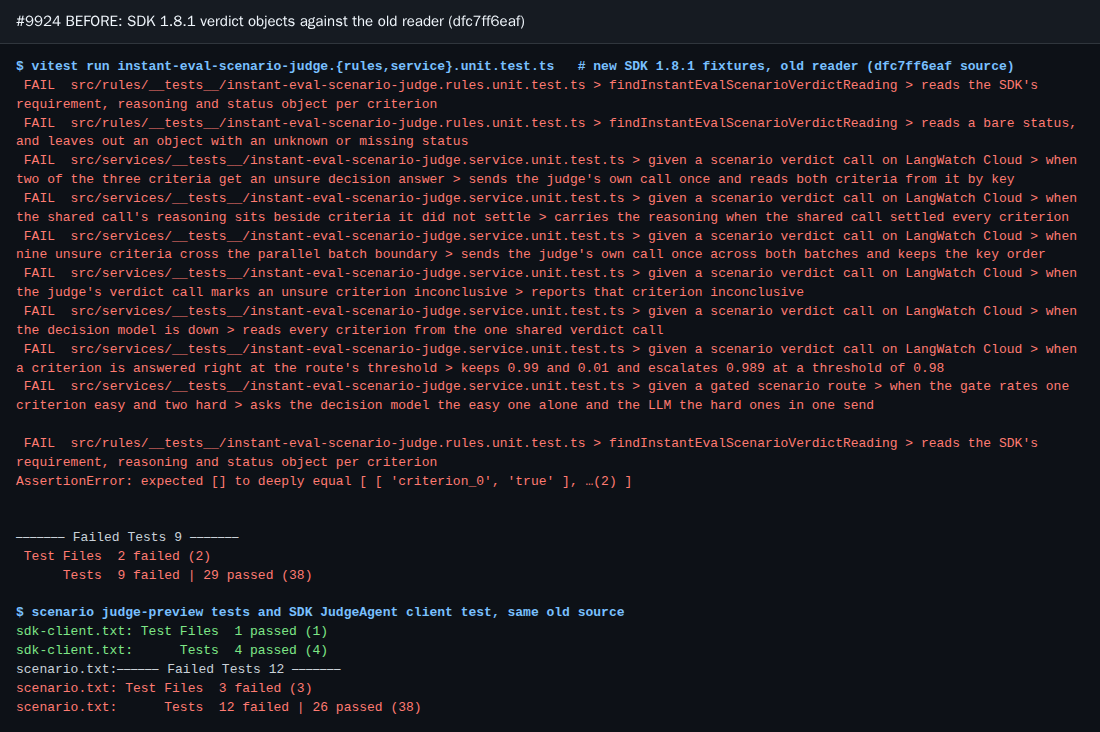 #9924 BEFORE: SDK 1.8.1 verdict objects against the old reader (dfc7ff6eaf)
$ vitest run instant-eval-scenario-judge.{rules,service}.unit.test.ts   # new SDK 1.8.1 fixtures, old reader (dfc7ff6eaf source)
 FAIL  src/rules/__tests__/instant-eval-scenario-judge.rules.unit.test.ts > findInstantEvalScenarioVerdictReading > reads the SDK's
requirement, reasoning and status object per criterion
 FAIL  src/rules/__tests__/instant-eval-scenario-judge.rules.unit.test.ts > findInstantEvalScenarioVerdictReading > reads a bare status,
and leaves out an object with an unknown or missing status
 FAIL  src/services/__tests__/instant-eval-scenario-judge.service.unit.test.ts > given a scenario verdict call on LangWatch Cloud > when
two of the three criteria get an unsure decision answer > sends the judge's own call once and reads both criteria from it by key
 FAIL  src/services/__tests__/instant-eval-scenario-judge.service.unit.test.ts > given a scenario verdict call on LangWatch Cloud > when
the shared call's reasoning sits beside criteria it did not settle > carries the reasoning when the shared call settled every criterion
 FAIL  src/services/__tests__/instant-eval-scenario-judge.service.unit.test.ts > given a scenario verdict call on LangWatch Cloud > when
nine unsure criteria cross the parallel batch boundary > sends the judge's own call once across both batches and keeps the key order
 FAIL  src/services/__tests__/instant-eval-scenario-judge.service.unit.test.ts > given a scenario verdict call on LangWatch Cloud > when
the judge's verdict call marks an unsure criterion inconclusive > reports that criterion inconclusive
 FAIL  src/services/__tests__/instant-eval-scenario-judge.service.unit.test.ts > given a scenario verdict call on LangWatch Cloud > when
the decision model is down > reads every criterion from the one shared verdict call
 FAIL  src/services/__tests__/instant-eval-scenario-judge.service.unit.test.ts > given a scenario verdict call on LangWatch Cloud > when
a criterion is answered right at the route's threshold > keeps 0.99 and 0.01 and escalates 0.989 at a threshold of 0.98
 FAIL  src/services/__tests__/instant-eval-scenario-judge.service.unit.test.ts > given a gated scenario route > when the gate rates one
criterion easy and two hard > asks the decision model the easy one alone and the LLM the hard ones in one send
 FAIL  src/rules/__tests__/instant-eval-scenario-judge.rules.unit.test.ts > findInstantEvalScenarioVerdictReading > reads the SDK's
requirement, reasoning and status object per criterion
AssertionError: expected [] to deeply equal [ [ 'criterion_0', 'true' ], …(2) ]
⎯⎯⎯⎯⎯⎯⎯ Failed Tests 9 ⎯⎯⎯⎯⎯⎯⎯
 Test Files  2 failed (2)
      Tests  9 failed | 29 passed (38)
$ scenario judge-preview tests and SDK JudgeAgent client test, same old source
sdk-client.txt: Test Files  1 passed (1)
sdk-client.txt:      Tests  4 passed (4)
scenario.txt:⎯⎯⎯⎯⎯⎯ Failed Tests 12 ⎯⎯⎯⎯⎯⎯⎯
scenario.txt: Test Files  3 failed (3)
scenario.txt:      Tests  12 failed | 26 passed (38)